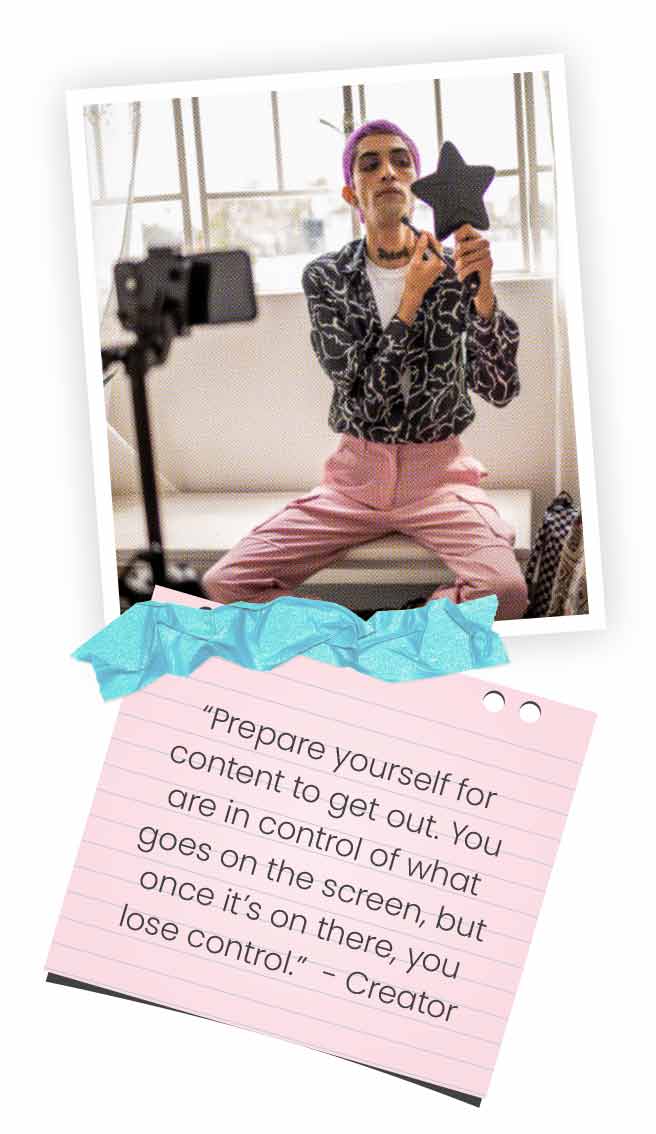 “Prepare yourself for
content to get out. You
are in control of what
goes on the screen, but
once it’s on there, you
lose control.” - Creator